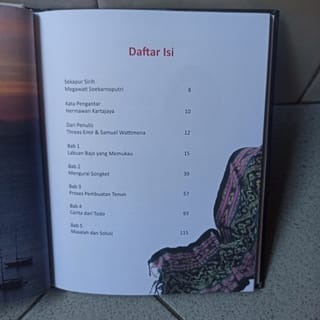 Daftar Isi
Sekapur Sirih
Megawati Soekarnoputri 8
Kata Pengantar
Hermawan Kartajaya 10
Dari Penulis
Threes Emir & Samuel Wattimena 12
Bab 1
Labuan Bajo yang Memukau 15
Bab 2
Mengurai Songket 39
Bab 3
Proses Pembuatan Tenun 57
Bab 4
Cerita dari Todo 93
Bab 5
Masalah dan Solusi 115